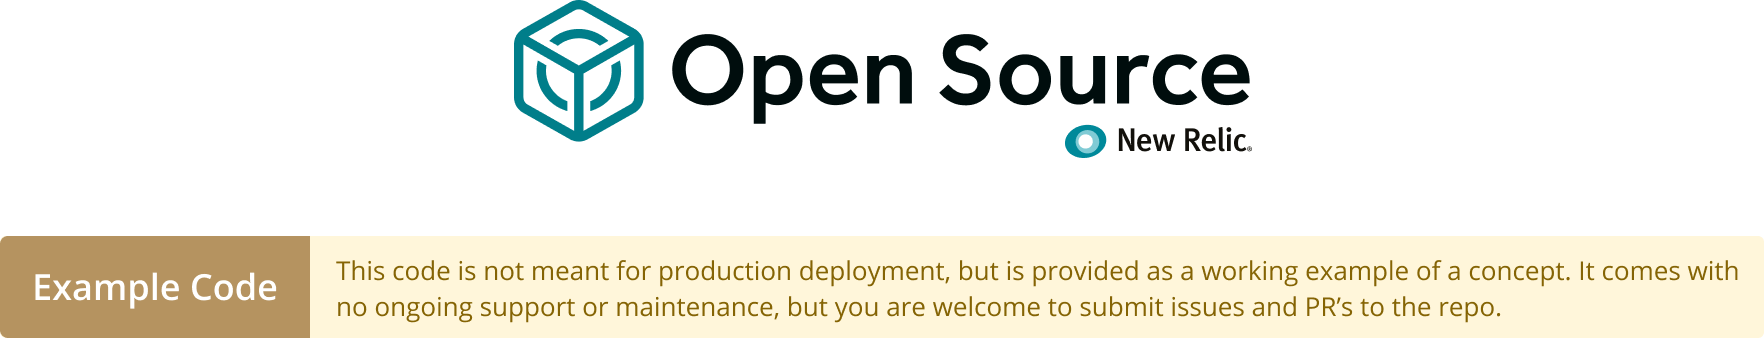 Open Source
New Relic®
Example Code
This code is not meant for production deployment, but is provided as a working example of a concept. It comes with
no ongoing support or maintenance, but you are welcome to submit issues and PR’s to the repo.